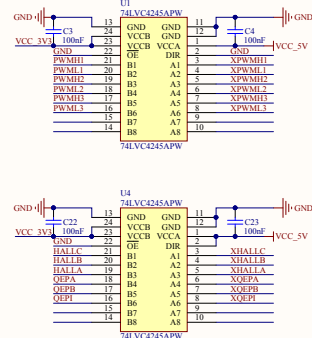 U1
74LVC4245APW
GND C3 100nF 13 GND GND 11 C4 100nF GND
24 VCCB GND 12
VCC_3V3 23 VCCB VCCA 1 VCC_5V
GND 22 OE DIR 2 GND
PWMH1 21 B1 A1 3 XPWMH1
PWML1 20 B2 A2 4 XPWML1
PWMH2 19 B3 A3 5 XPWMH2
PWML2 18 B4 A4 6 XPWML2
PWMH3 17 B5 A5 7 XPWMH3
PWML3 16 B6 A6 8 XPWML3
15 B7 A7 9
14 B8 A8 10
74LVC4245APW
U4
74LVC4245APW
GND C22 100nF 13 GND GND 11 C23 100nF GND
24 VCCB GND 12
VCC_3V3 23 VCCB VCCA 1 VCC_5V
GND 22 OE DIR 2
HALLC 21 B1 A1 3 XHALLC
HALLB 20 B2 A2 4 XHALLB
HALLA 19 B3 A3 5 XHALLA
QEPA 18 B4 A4 6 XQEPA
QEPB 17 B5 A5 7 XQEPB
QEPI 16 B6 A6 8 XQEPI
15 B7 A7 9
14 B8 A8 10
74LVC4245APW